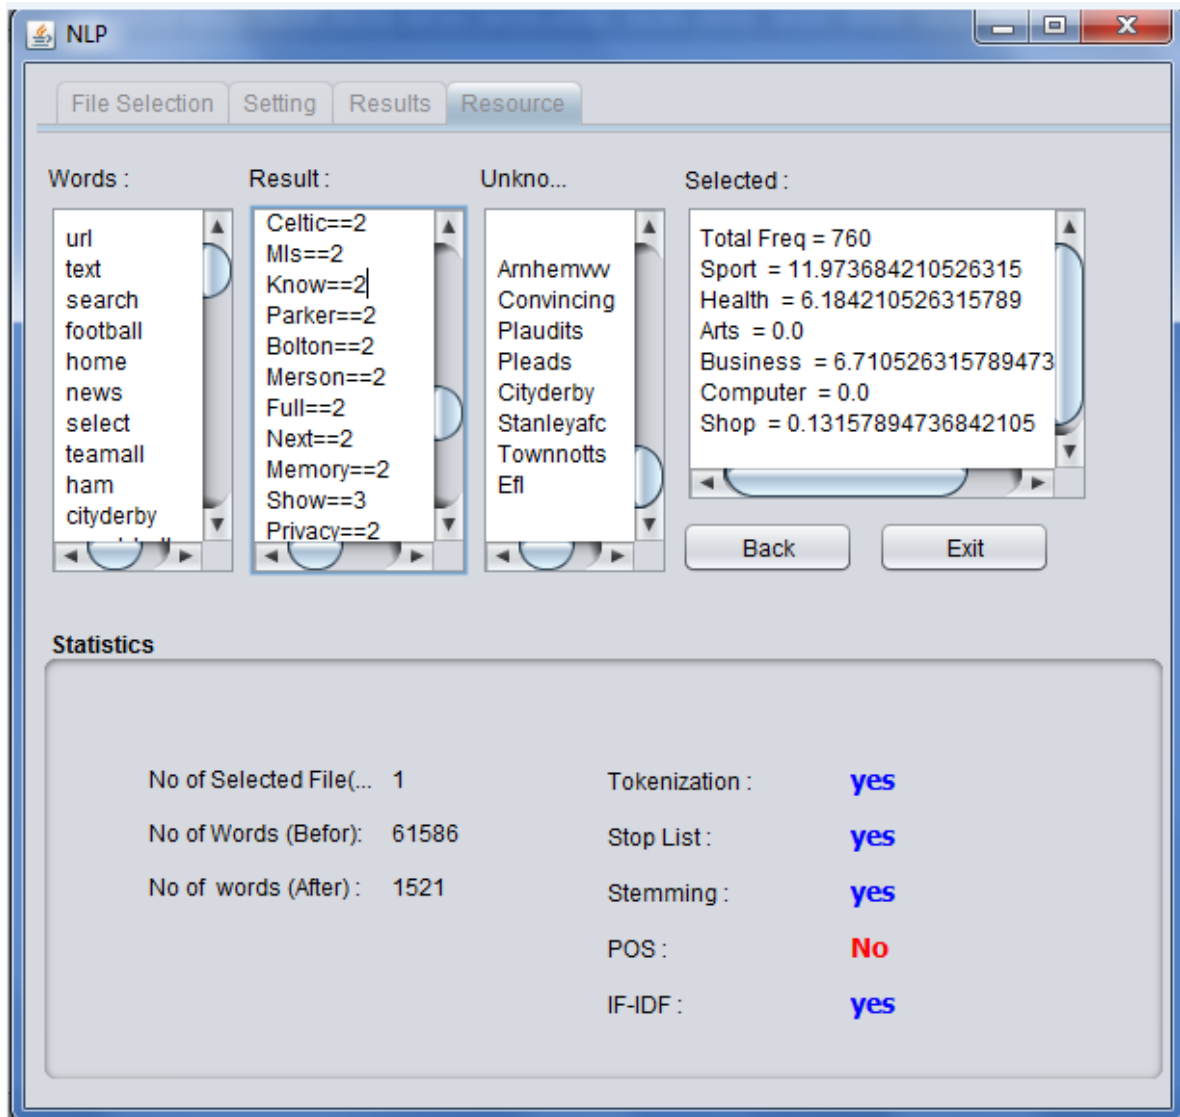 NLP
File Selection Setting Results Resource
Words :
url
text
search
football
home
news
select
teamall
ham
cityderby
Result :
Celtic==2
Mls==2
Know==2
Parker==2
Bolton==2
Merson==2
Full==2
Next==2
Memory==2
Show==3
Privacy==2
Unkno...
Arnhemvvv
Convincing
Plaudits
Pleads
Cityderby
Stanleyafc
Townnotts
Efl
Selected :
Total Freq = 760
Sport = 11.973684210526315
Health = 6.184210526315789
Arts = 0.0
Business = 6.710526315789473
Computer = 0.0
Shop = 0.13157894736842105
Back Exit
Statistics
No of Selected File(... 1
No of Words (Befor): 61586
No of words (After) : 1521
Tokenization : yes
Stop List : yes
Stemming : yes
POS : No
IF-IDF : yes